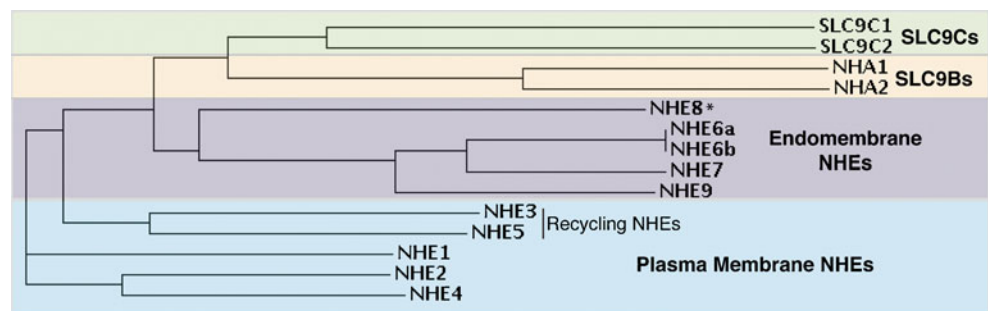 SLC9C1
SLC9C2
SLC9Cs
NHA1
NHA2
SLC9Bs
NHE8*
NHE6a
NHE6b
NHE7
NHE9
Endomembrane
NHEs
NHE3
NHE5
Recycling NHEs
NHE1
NHE2
NHE4
Plasma Membrane NHEs